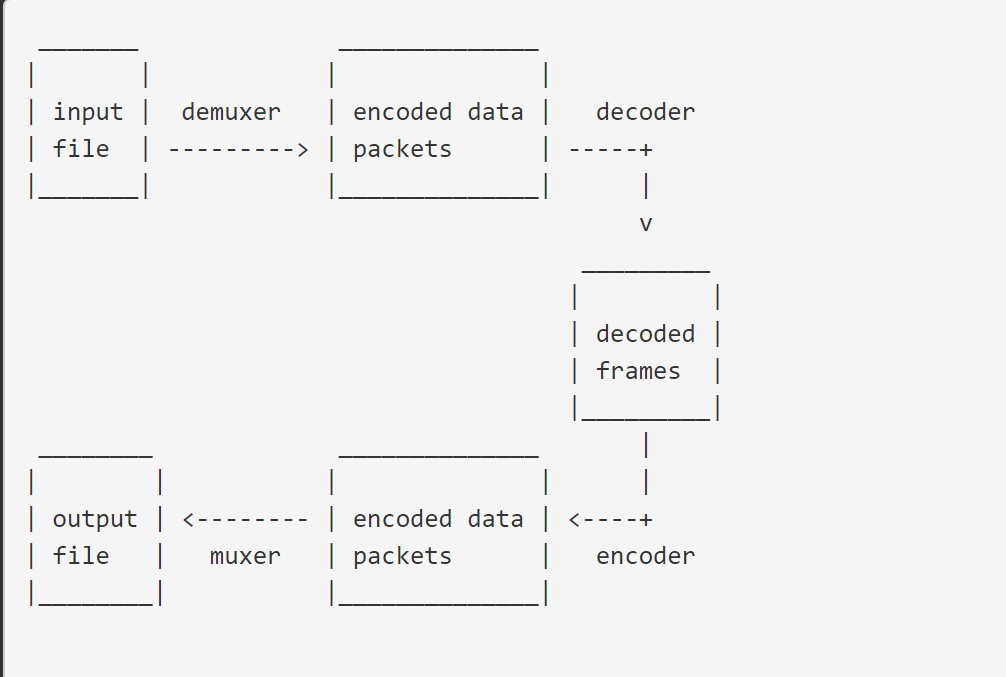 _______              ______________
|       |            |              |
| input |  demuxer   | encoded data |   decoder
| file  | ---------> | packets      | -----+
|_______|            |______________|      |
                                           v
                                       _________
                                      |         |
                                      | decoded |
                                      | frames  |
                                      |_________|
 ________             ______________       |
|        |           |              |      |
| output | <-------- | encoded data | <----+
| file   |   muxer   | packets      |   encoder
|________|           |______________|